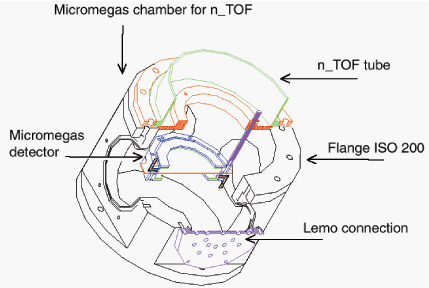 Micromegas chamber for n_TOF
n_TOF tube
Micromegas
detector
Flange ISO 200
Lemo connection